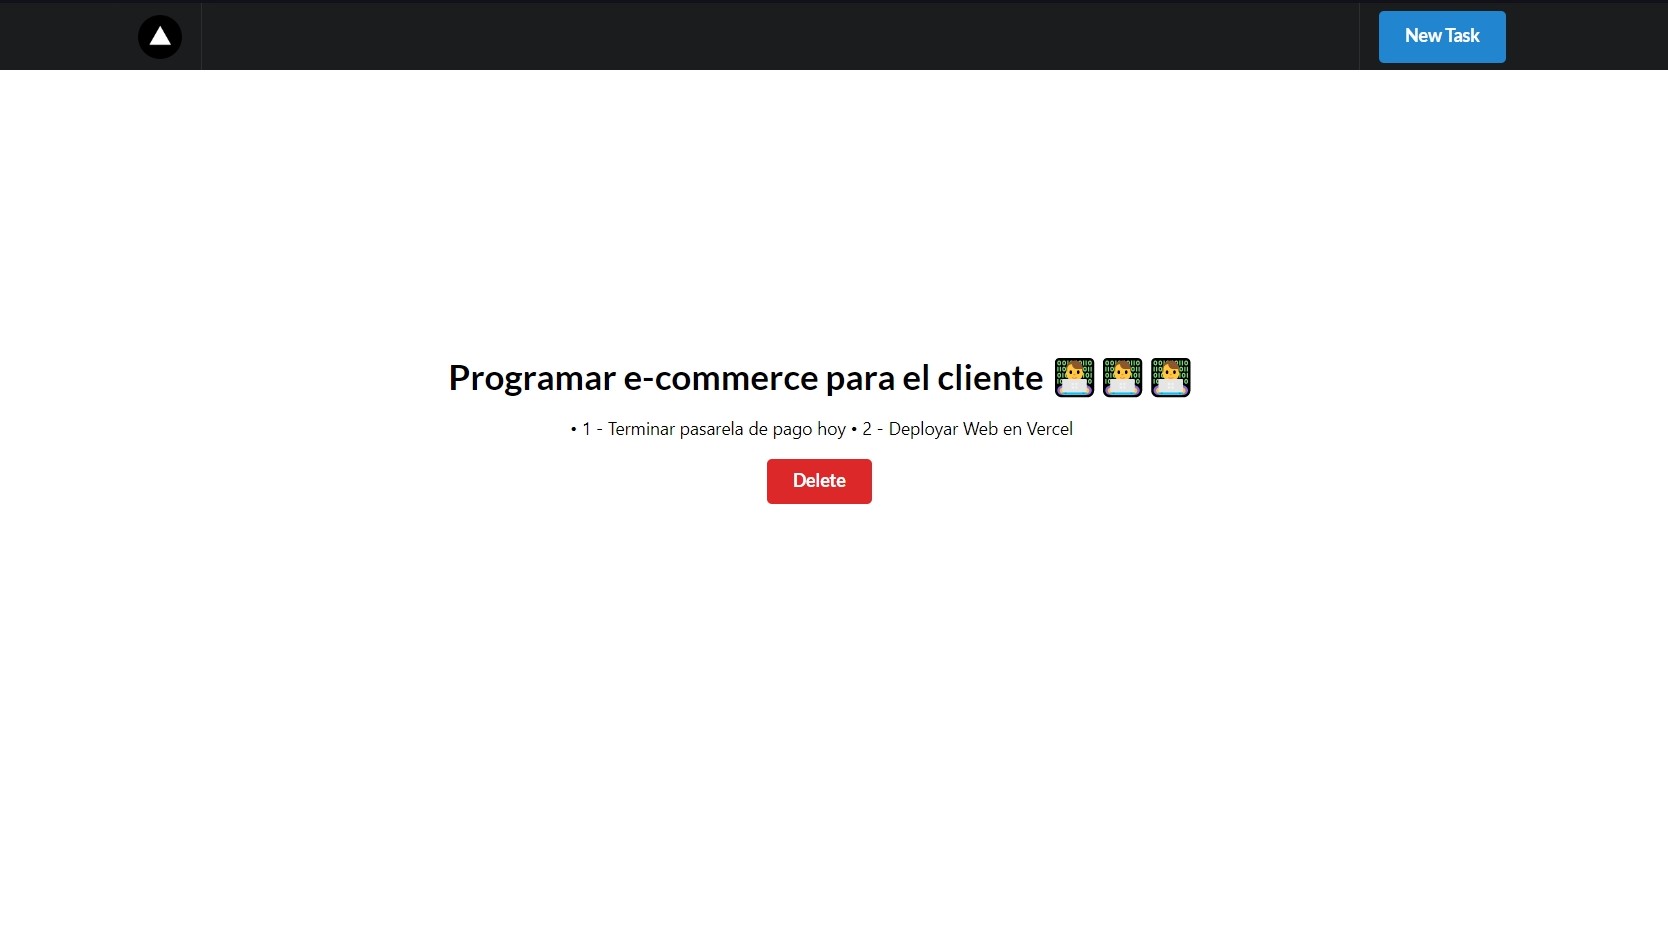 New Task
Programar e-commerce para el cliente 👨‍💻 👨‍💻 👨‍💻
• 1 - Terminar pasarela de pago hoy • 2 - Deployar Web en Vercel
Delete